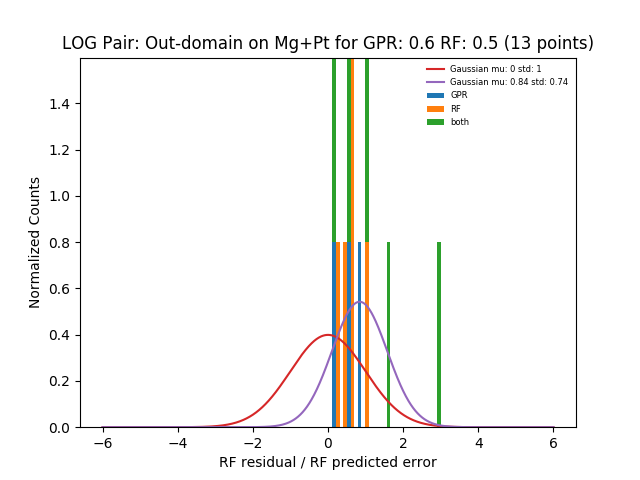 LOG Pair: Out-domain on Mg+Pt for GPR: 0.6 RF: 0.5 (13 points)
Gaussian mu: 0 std: 1
Gaussian mu: 0.84 std: 0.74
GPR
RF
both
Normalized Counts
1.4
1.2
1.0
0.8
0.6
0.4
0.2
0.0
−6 −4 −2 0 2 4 6
RF residual / RF predicted error